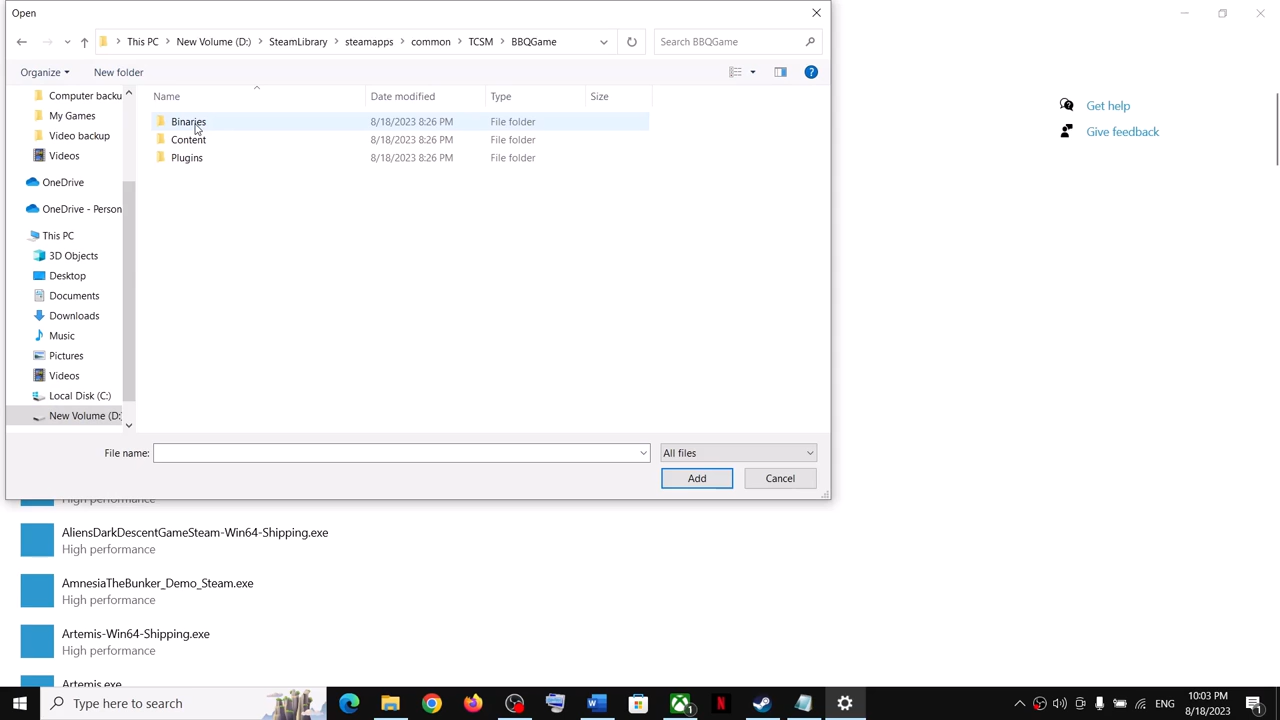 Open
This PC
New Volume (D:)
SteamLibrary
steamapps
common
TCSM
BBQGame
Search BBQGame
Organize
New folder
Name
Date modified
Type
Size
Computer backu
My Games
Video backup
Videos
OneDrive
OneDrive - Person
This PC
3D Objects
Desktop
Documents
Downloads
Music
Pictures
Videos
Local Disk (C:)
New Volume (D:
Binaries 8/18/2023 8:26 PM File folder
Content 8/18/2023 8:26 PM File folder
Plugins 8/18/2023 8:26 PM File folder
File name:
All files
Add
Cancel
Get help
Give feedback
High performance
AliensDarkDescentGameSteam-Win64-Shipping.exe
High performance
AmnesiaTheBunker_Demo_Steam.exe
High performance
Artemis-Win64-Shipping.exe
High performance
Artemis.exe
Type here to search
ENG
10:03 PM
8/18/2023